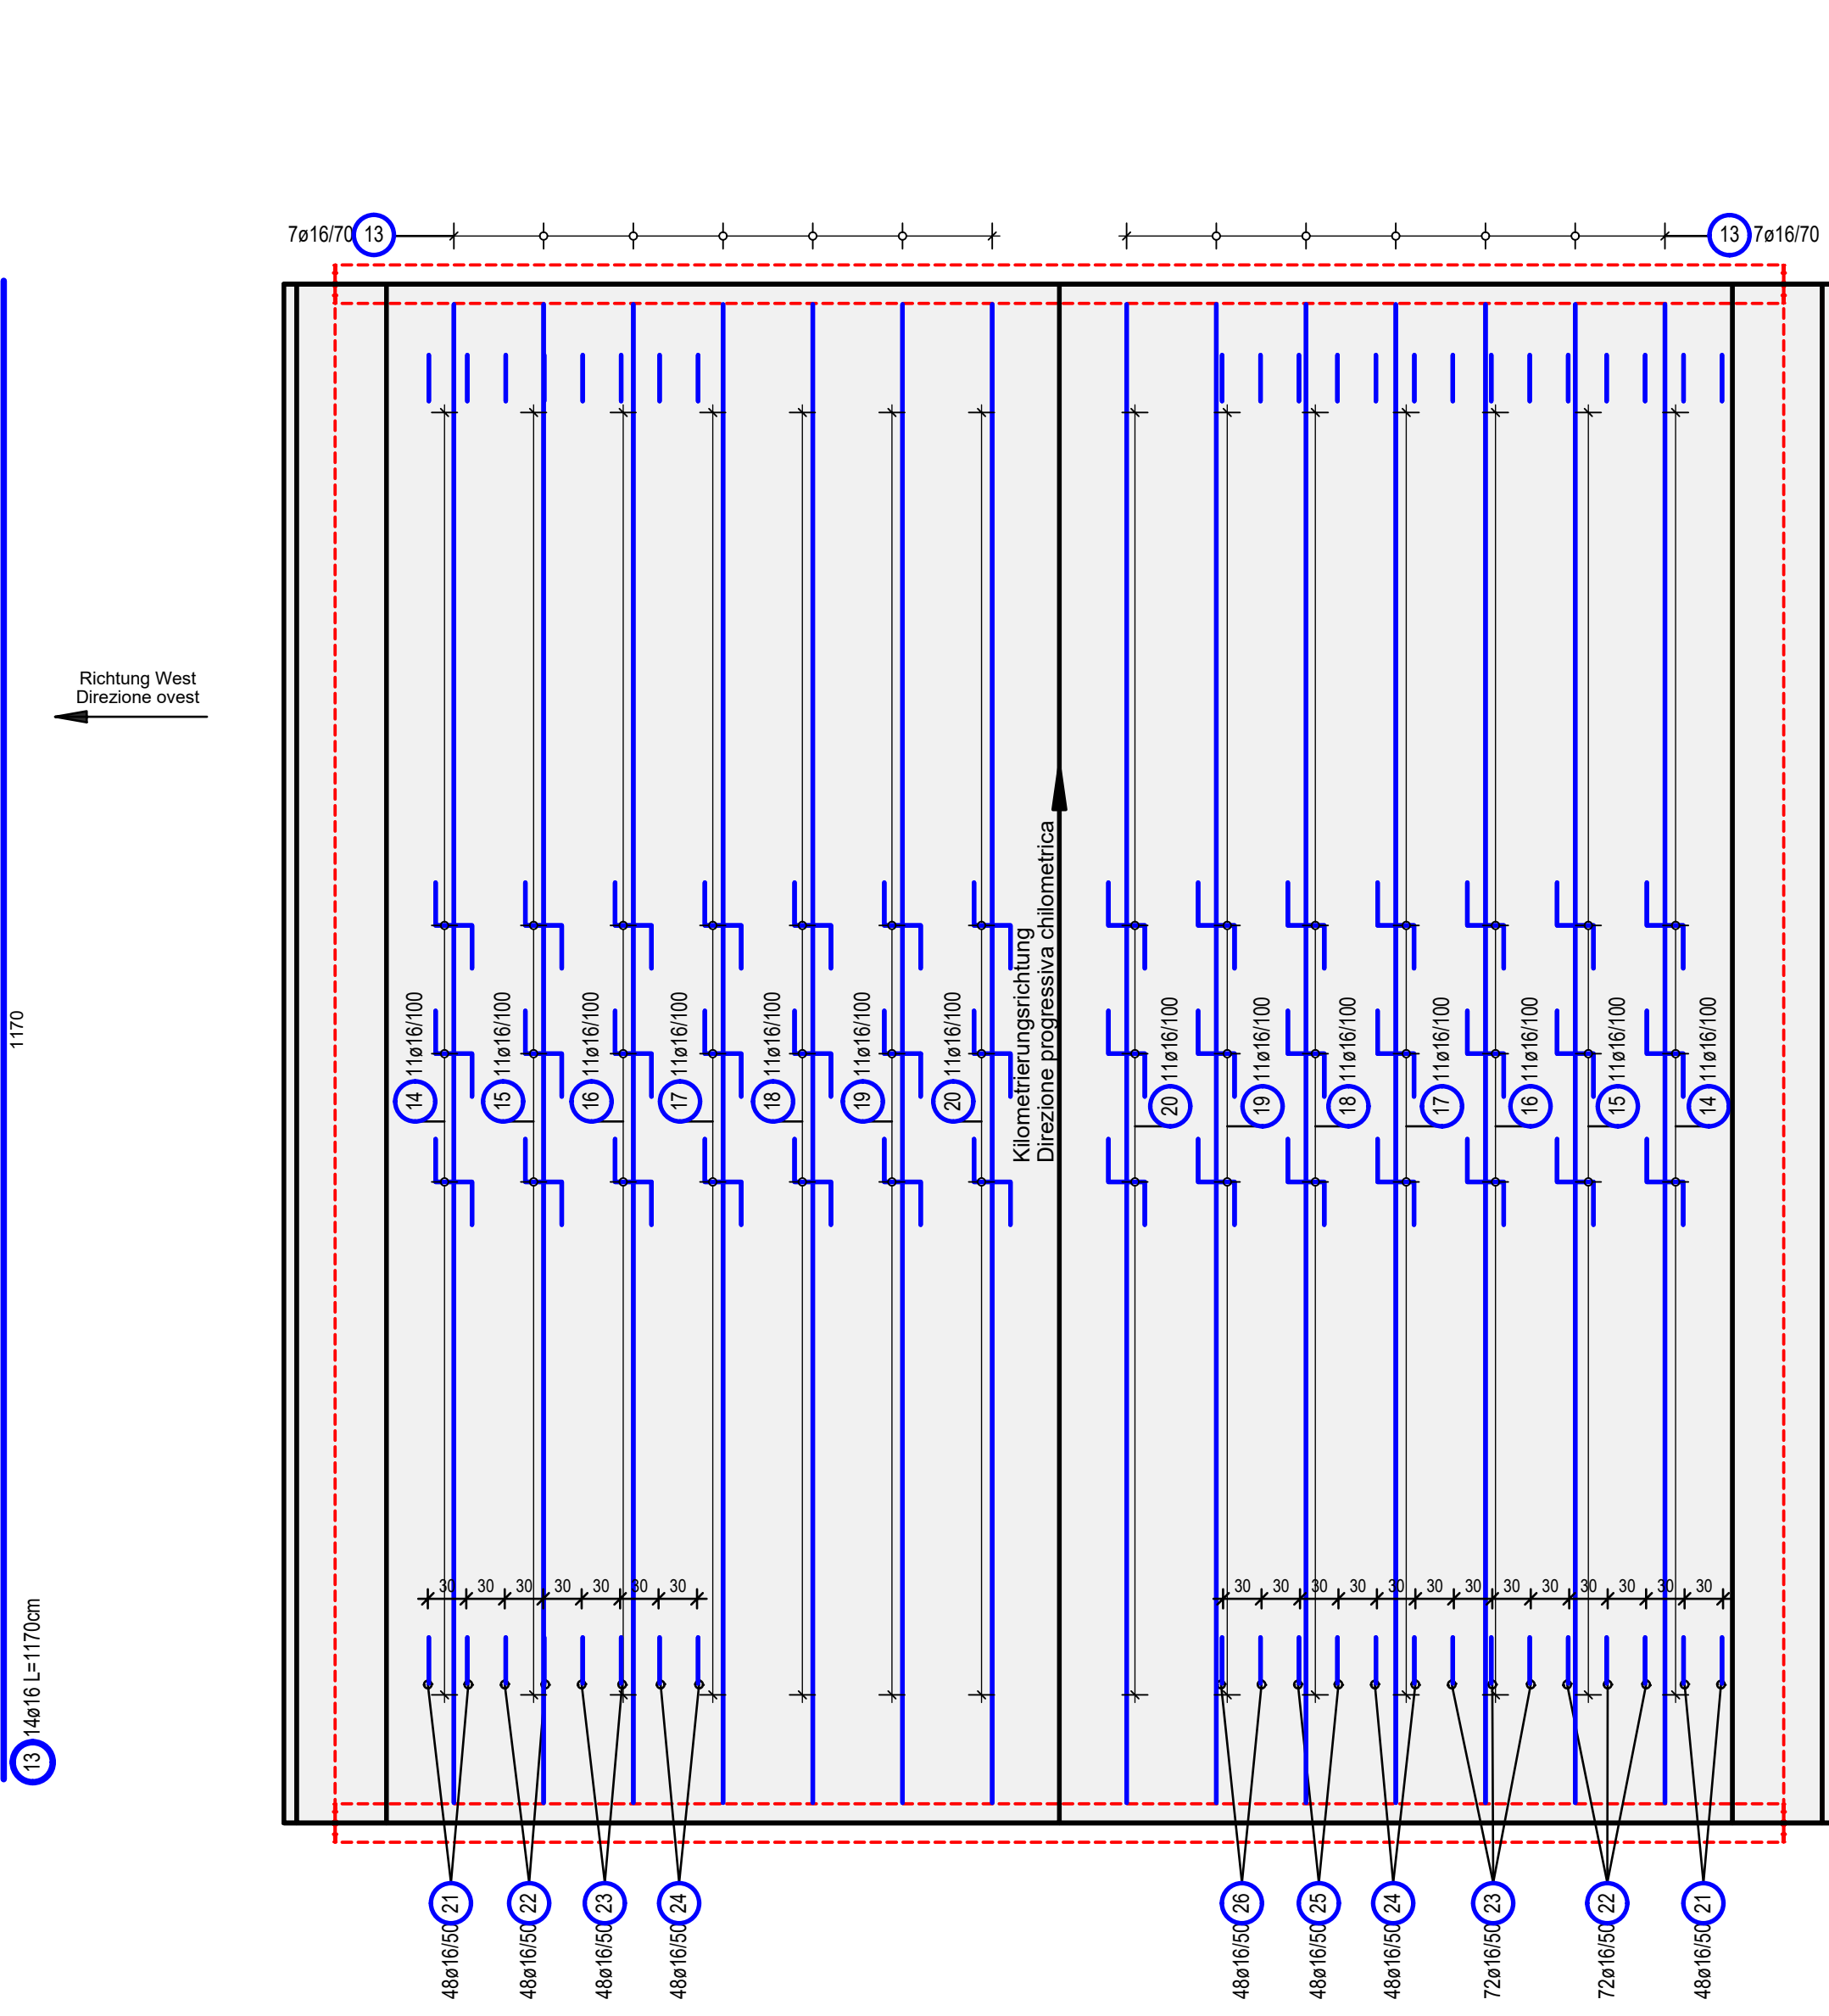 7ø16/70 13
13 7ø16/70
Richtung West
Direzione ovest
1170
13 14ø16 L=1170cm
Kilometrierungsrichtung
Direzione progressiva chilometrica
14 11ø16/100
15 11ø16/100
16 11ø16/100
17 11ø16/100
18 11ø16/100
19 11ø16/100
20 11ø16/100
20 11ø16/100
19 11ø16/100
18 11ø16/100
17 11ø16/100
16 11ø16/100
15 11ø16/100
14 11ø16/100
30 30 30 30 30 30 30
30 30 30 30 30 30 30 30 30 30 30 30 30
48ø16/50 21
48ø16/50 22
48ø16/50 23
48ø16/50 24
48ø16/50 26
48ø16/50 25
48ø16/50 24
72ø16/50 23
72ø16/50 22
48ø16/50 21